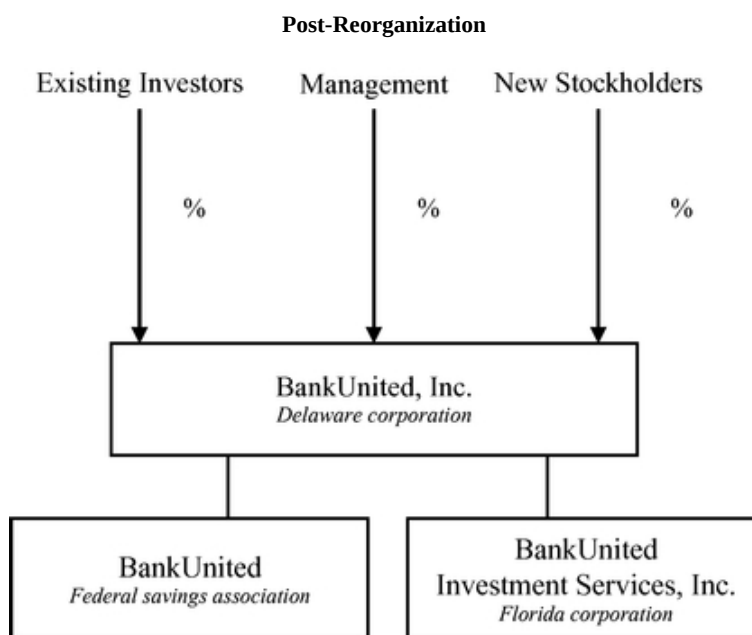 Post-Reorganization
Existing Investors Management New Stockholders
% % %
BankUnited, Inc.
Delaware corporation
BankUnited
Federal savings association
BankUnited
Investment Services, Inc.
Florida corporation